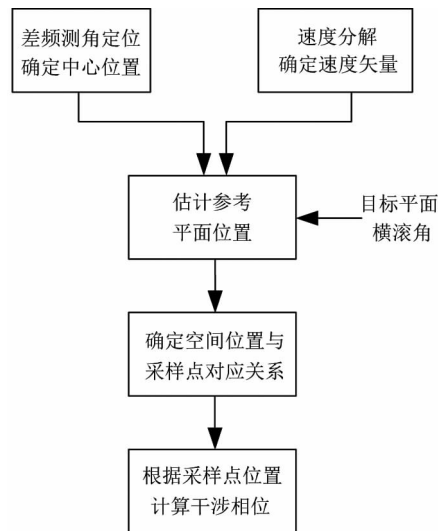 差频测角定位
确定中心位置
速度分解
确定速度矢量
估计参考
平面位置
目标平面
横滚角
确定空间位置与
采样点对应关系
根据采样点位置
计算干涉相位